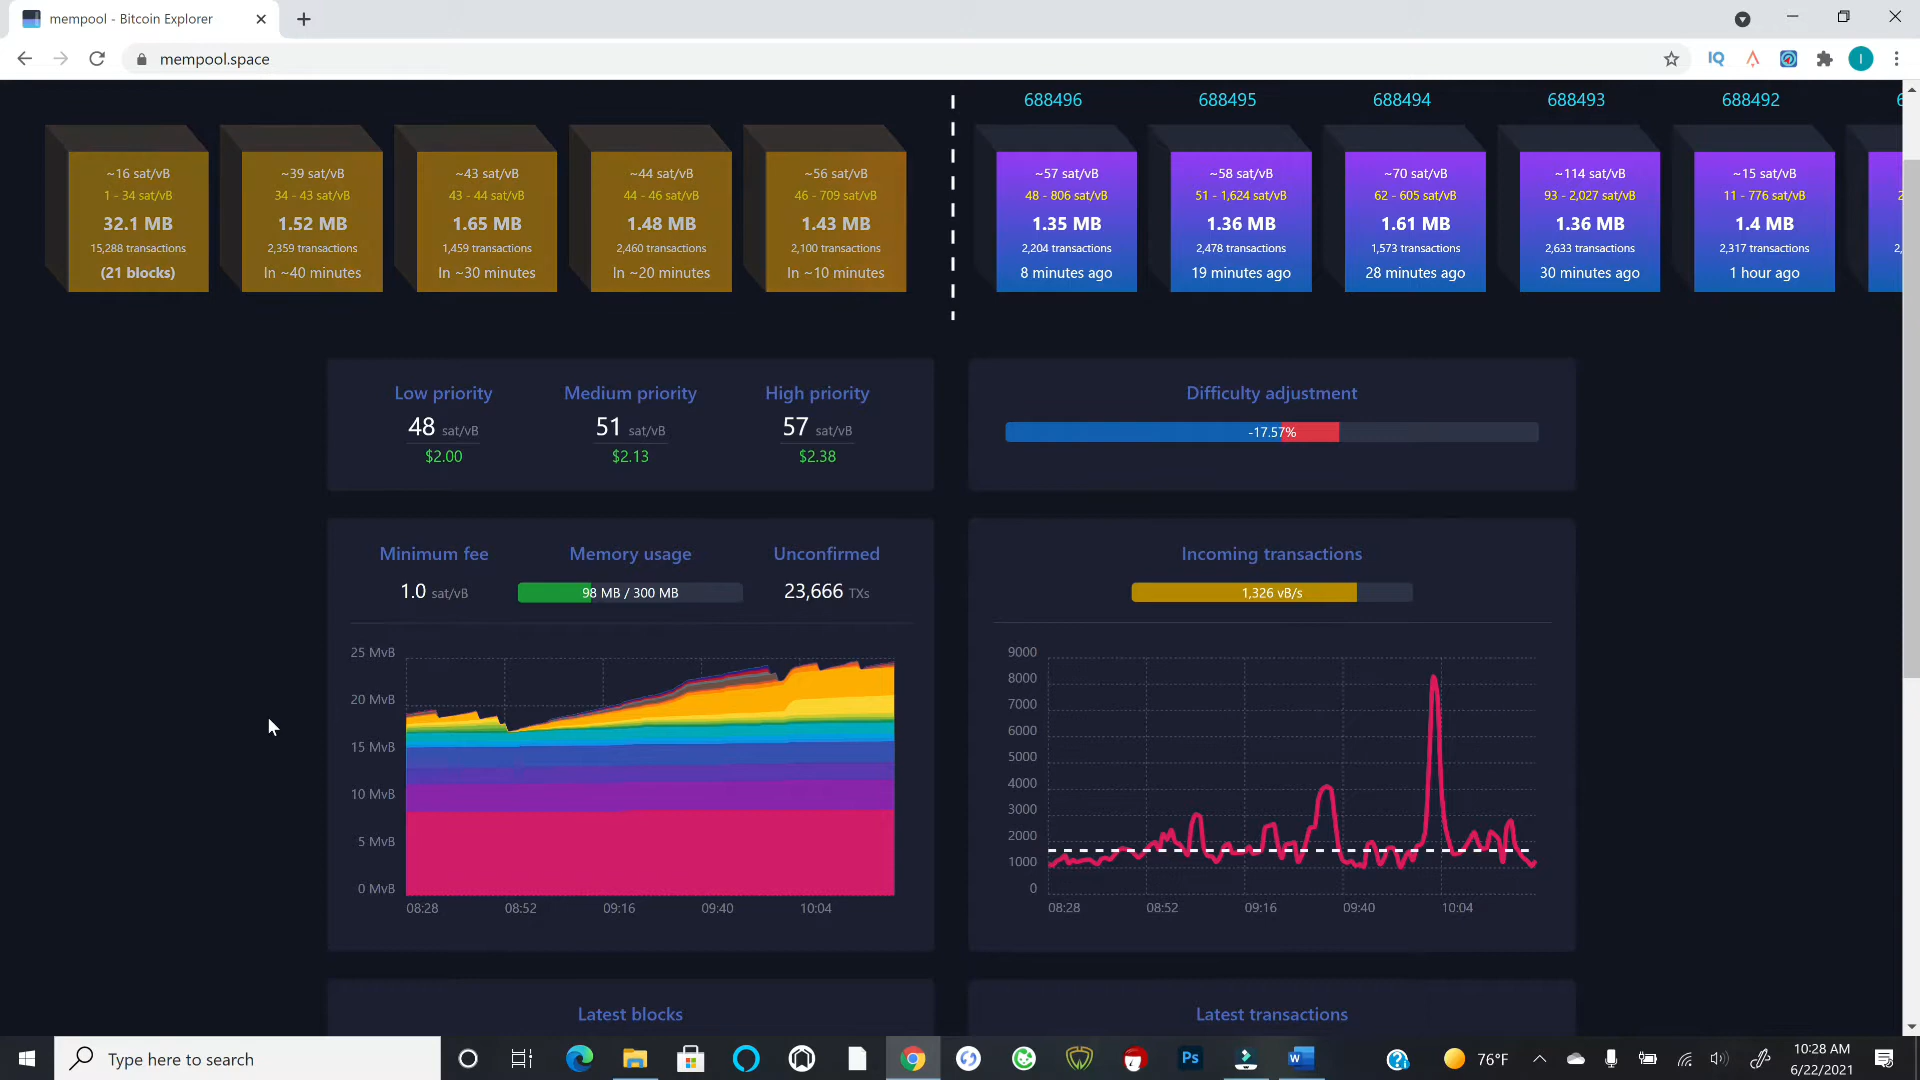 mempool - Bitcoin Explorer
mempool.space
IQ
I
688496
688495
688494
688493
688492
~16 sat/vB
1 - 34 sat/vB
32.1 MB
15,288 transactions
(21 blocks)
~39 sat/vB
34 - 43 sat/vB
1.52 MB
2,359 transactions
In ~40 minutes
~43 sat/vB
43 - 44 sat/vB
1.65 MB
1,459 transactions
In ~30 minutes
~44 sat/vB
44 - 46 sat/vB
1.48 MB
2,460 transactions
In ~20 minutes
~56 sat/vB
46 - 709 sat/vB
1.43 MB
2,100 transactions
In ~10 minutes
~57 sat/vB
48 - 806 sat/vB
1.35 MB
2,204 transactions
8 minutes ago
~58 sat/vB
51 - 1,624 sat/vB
1.36 MB
2,478 transactions
19 minutes ago
~70 sat/vB
62 - 605 sat/vB
1.61 MB
1,573 transactions
28 minutes ago
~114 sat/vB
93 - 2,027 sat/vB
1.36 MB
2,633 transactions
30 minutes ago
~15 sat/vB
11 - 776 sat/vB
1.4 MB
2,317 transactions
1 hour ago
Low priority
48 sat/vB
$2.00
Medium priority
51 sat/vB
$2.13
High priority
57 sat/vB
$2.38
Difficulty adjustment
-17.57%
Minimum fee
1.0 sat/vB
Memory usage
98 MB / 300 MB
Unconfirmed
23,666 TXs
25 MvB
20 MvB
15 MvB
10 MvB
5 MvB
0 MvB
08:28 08:52 09:16 09:40 10:04
Incoming transactions
1,326 vB/s
9000
8000
7000
6000
5000
4000
3000
2000
1000
0
08:28 08:52 09:16 09:40 10:04
Latest blocks
Latest transactions
Type here to search
Ps
W
76°F
10:28 AM
6/22/2021